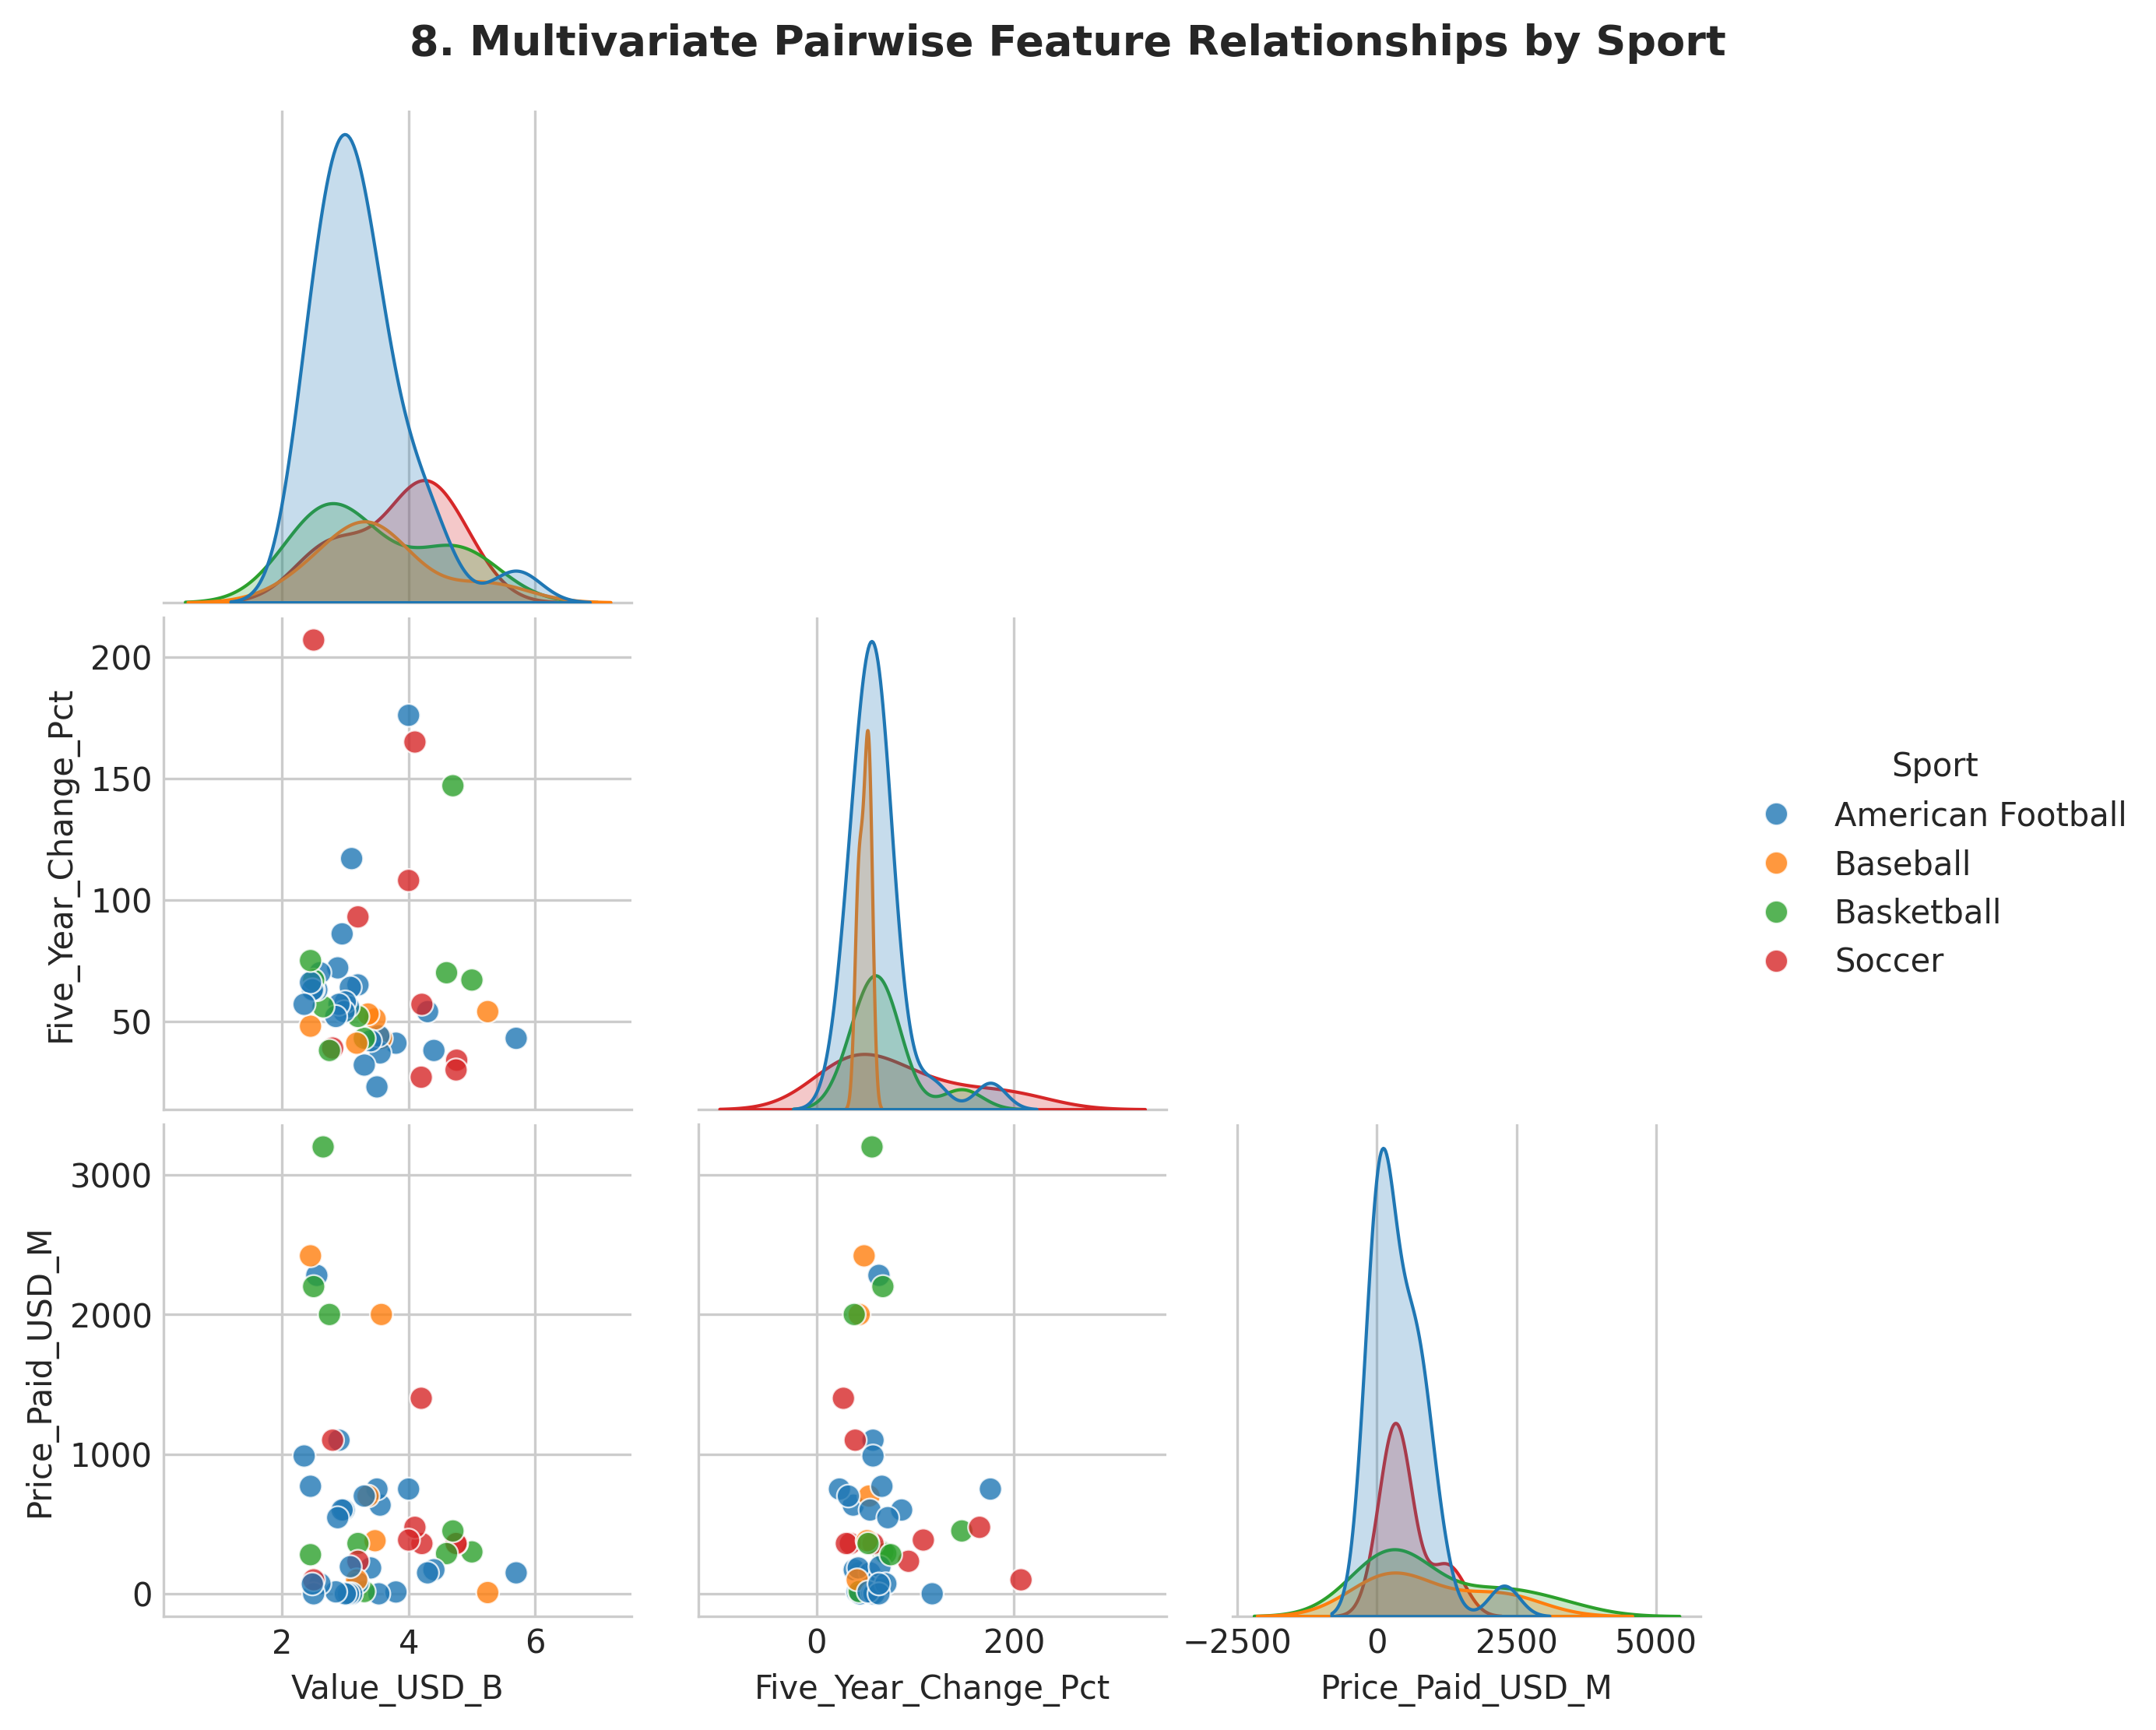 8. Multivariate Pairwise Feature Relationships by Sport
200
150
100
50
Five_Year_Change_Pct
Sport
American Football
Baseball
Basketball
Soccer
3000
2000
1000
0
Price_Paid_USD_M
2 4 6
0 200
−2500 0 2500 5000
Value_USD_B
Five_Year_Change_Pct
Price_Paid_USD_M